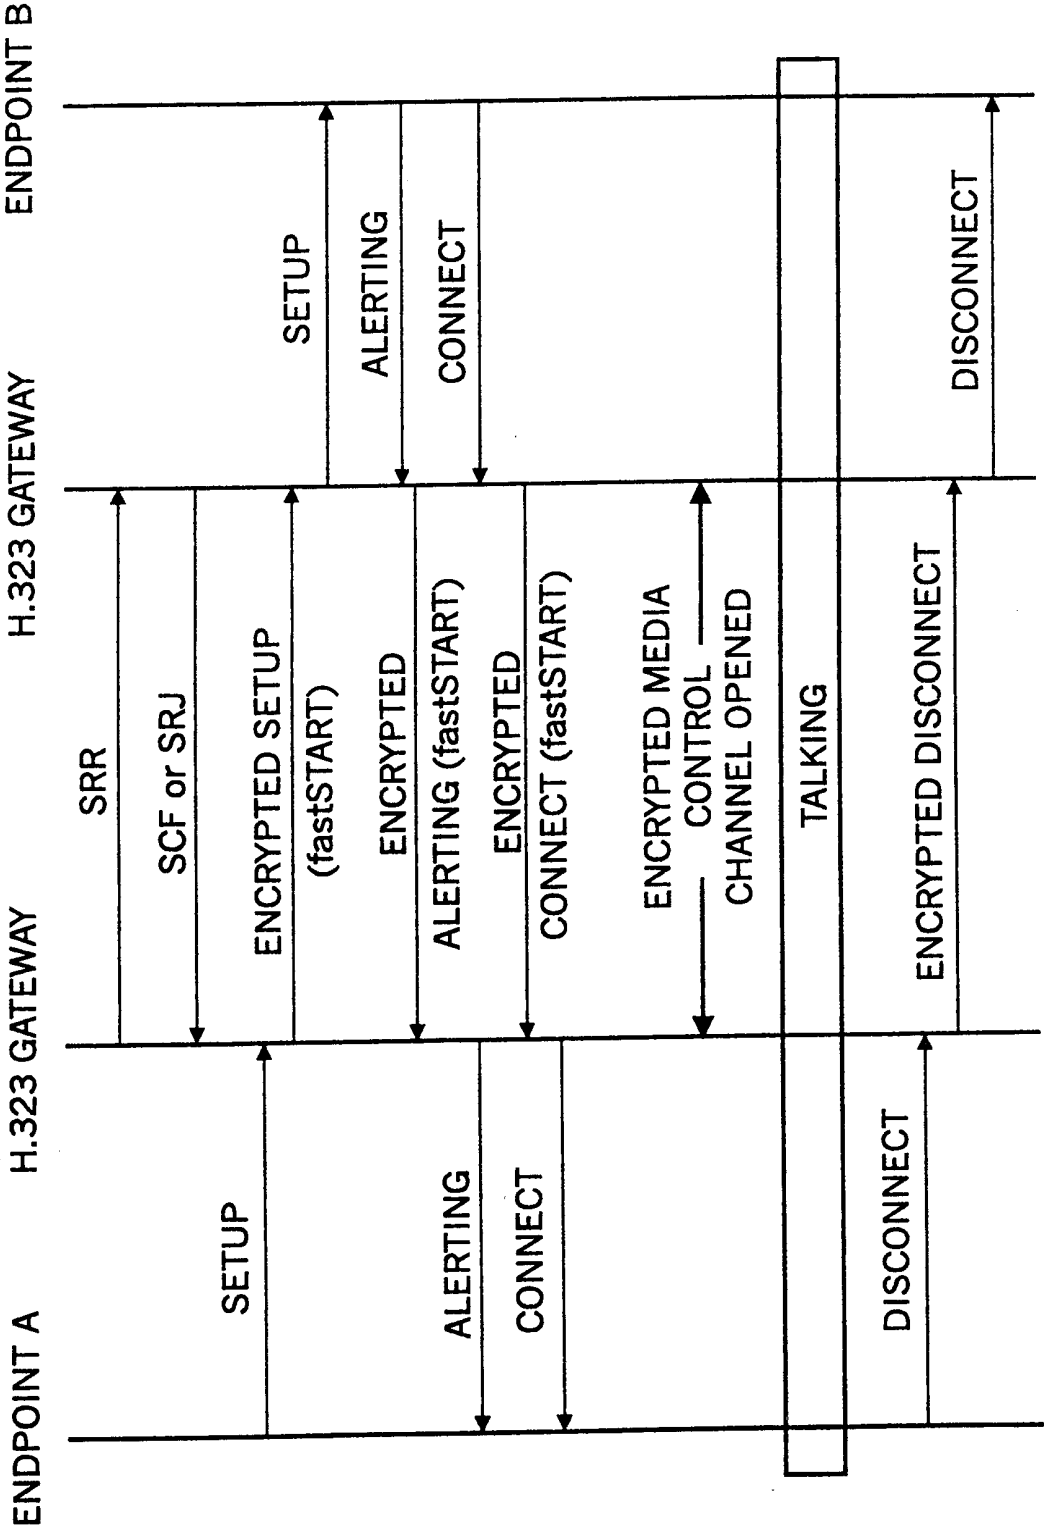 ENDPOINT A
H.323 GATEWAY
H.323 GATEWAY
ENDPOINT B
SRR
SCF or SRJ
SETUP
ENCRYPTED SETUP
(fastSTART)
SETUP
ALERTING
ENCRYPTED
ALERTING (fastSTART)
ALERTING
CONNECT
ENCRYPTED
CONNECT (fastSTART)
CONNECT
ENCRYPTED MEDIA
CONTROL
CHANNEL OPENED
TALKING
DISCONNECT
ENCRYPTED DISCONNECT
DISCONNECT